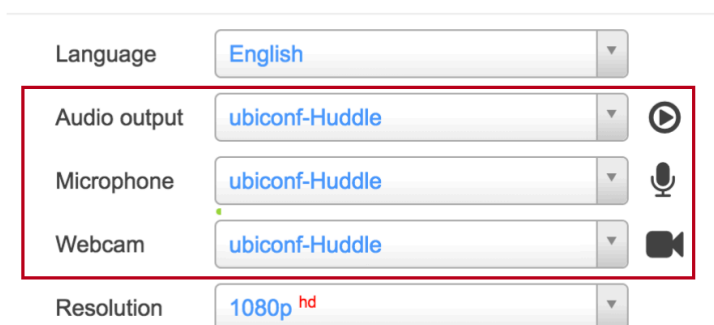 Language English
Audio output ubiconf-Huddle
Microphone ubiconf-Huddle
Webcam ubiconf-Huddle
Resolution 1080p hd